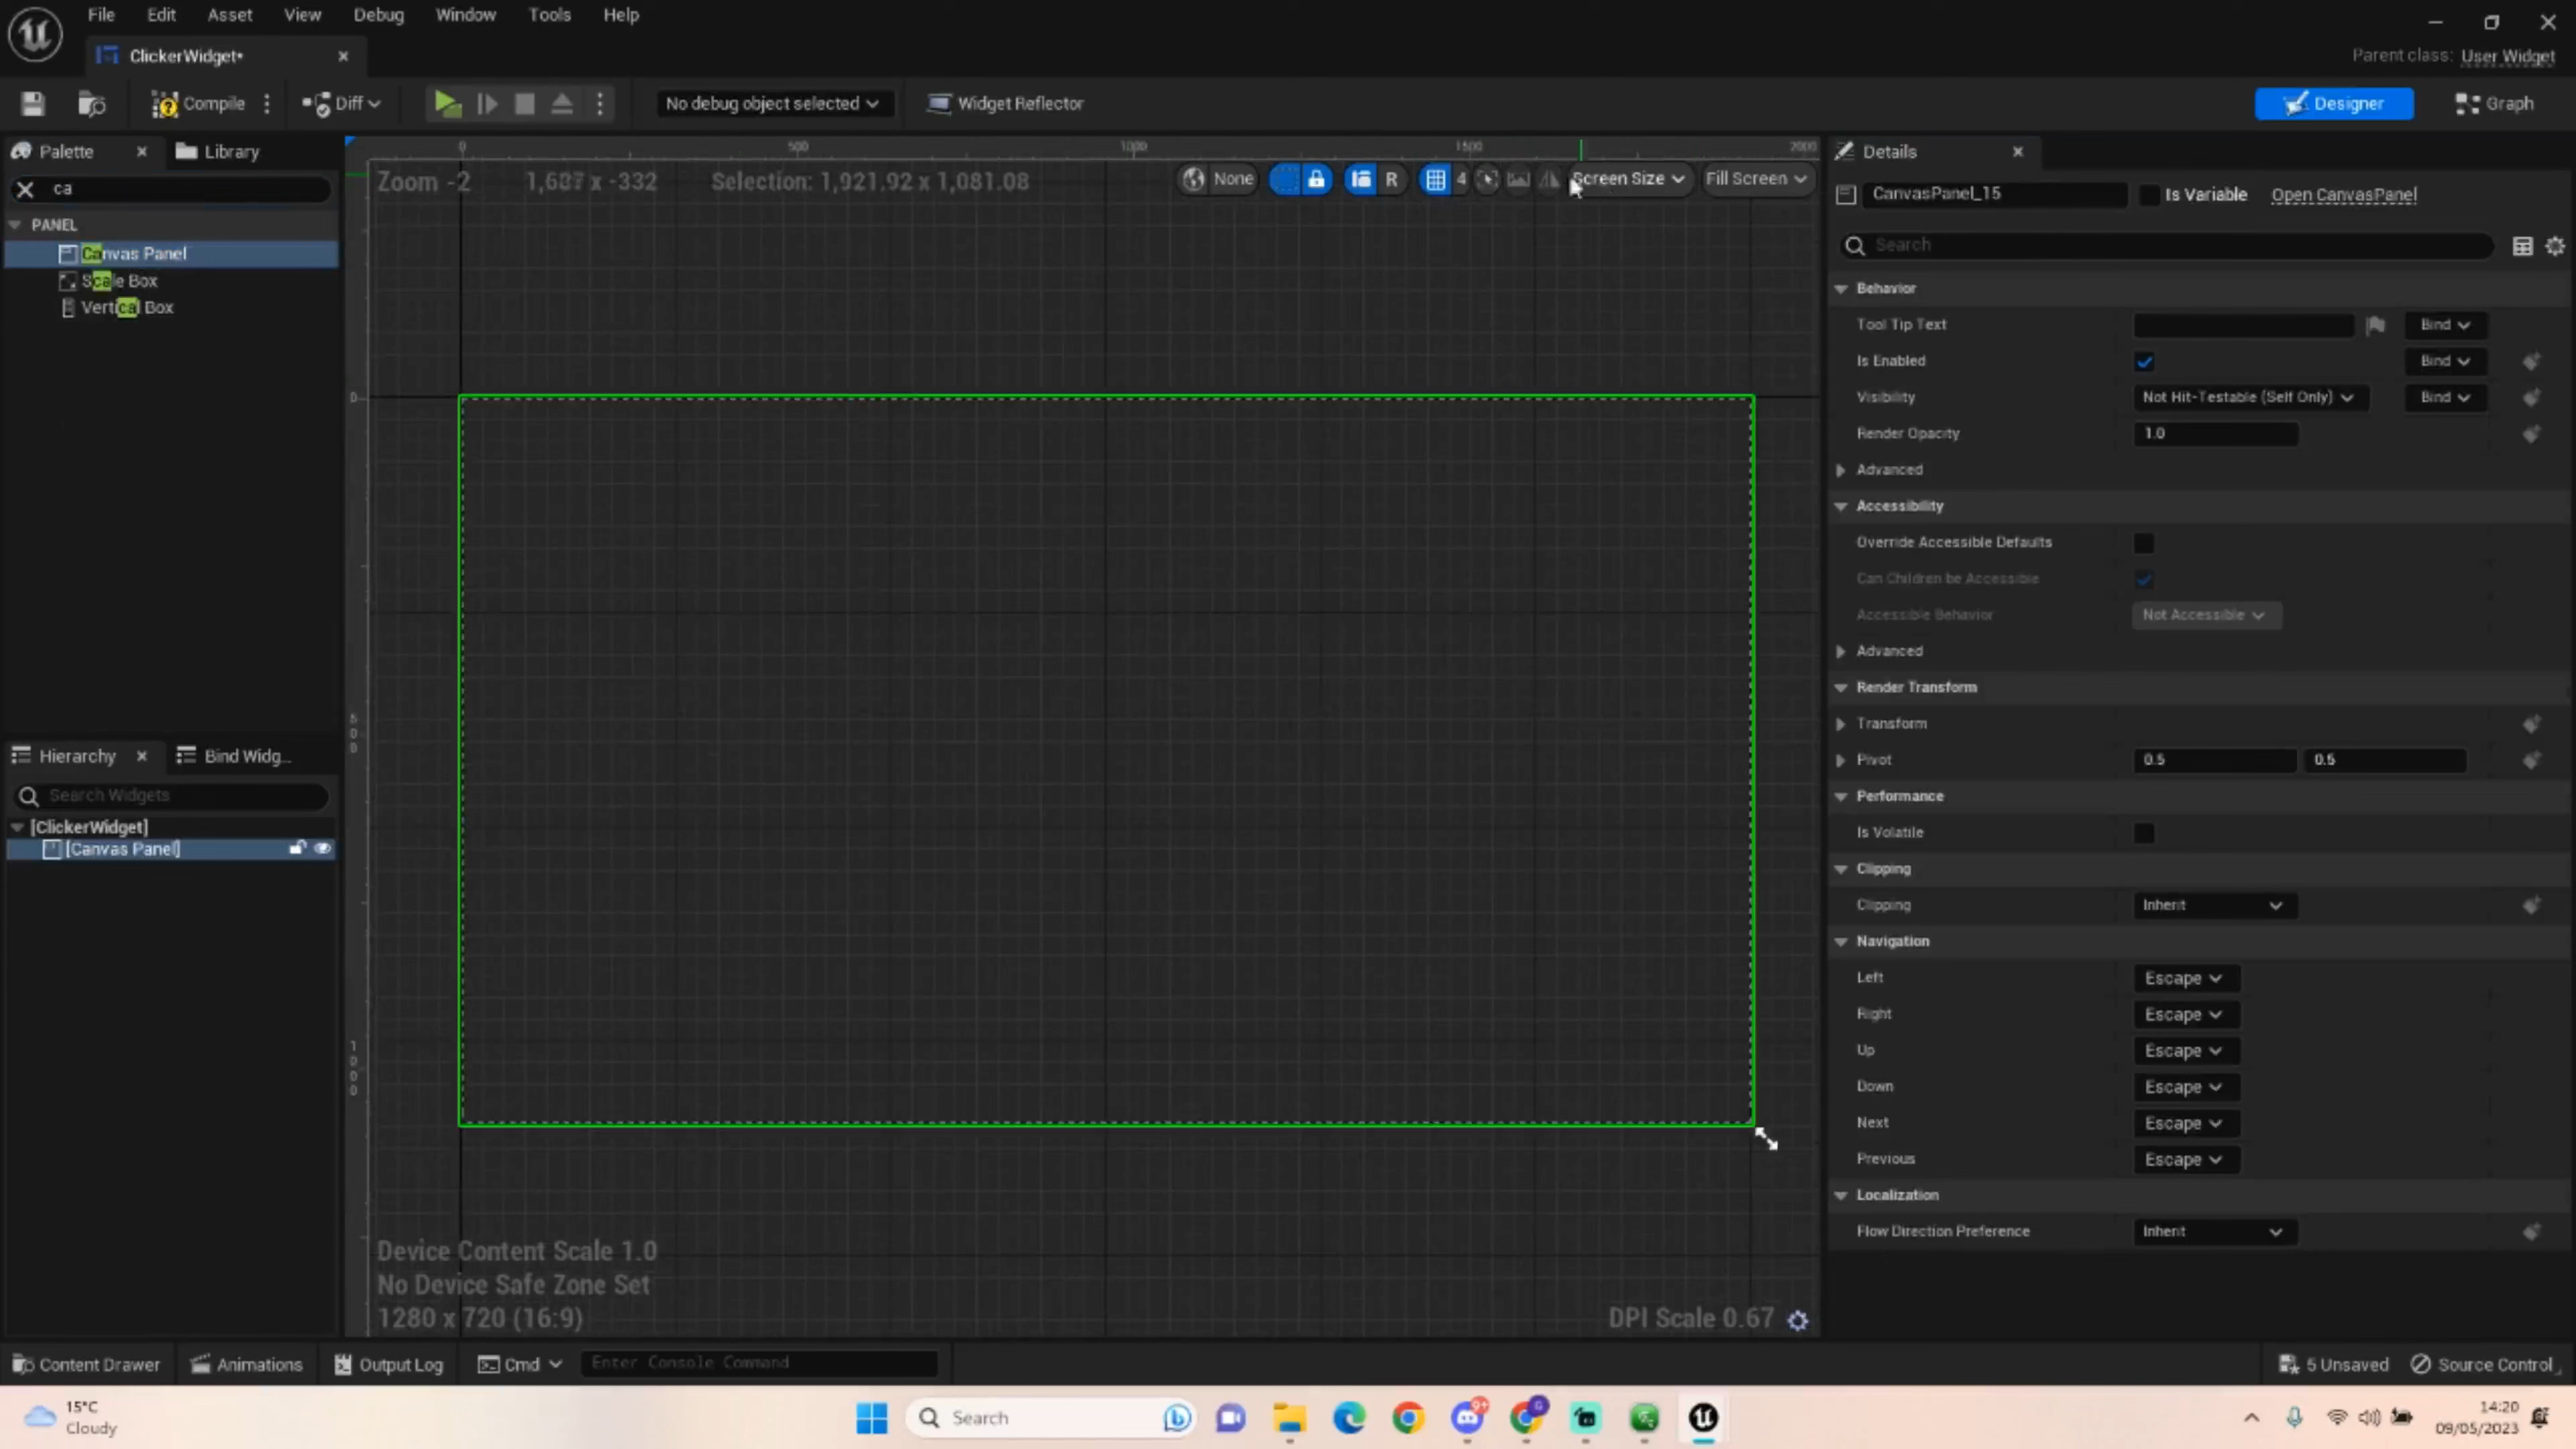 File Edit Asset View Debug Window Tools Help
ClickerWidget*
Parent class: User Widget
Compile Diff No debug object selected Widget Reflector Designer Graph
Palette Library
ca
PANEL
Canvas Panel
Scale Box
Vertical Box
Hierarchy Bind Widg...
Search Widgets
[ClickerWidget]
[Canvas Panel]
0 500 1000 1500 2000
Zoom -2 Selection: 1,921.92 x 1,081.08 None R 4 Screen Size Fill Screen
0
500
1000
Device Content Scale 1.0
No Device Safe Zone Set
1280 x 720 (16:9)
DPI Scale 0.67
Details
CanvasPanel_15 Is Variable Open CanvasPanel
Search
Behavior
Tool Tip Text Bind
Is Enabled Bind
Visibility Not Hit-Testable (Self Only) Bind
Render Opacity 1.0
Advanced
Accessibility
Override Accessible Defaults
Can Children be Accessible
Accessible Behavior Not Accessible
Advanced
Render Transform
Transform
Pivot 0.5 0.5
Performance
Is Volatile
Clipping
Clipping Inherit
Navigation
Left Escape
Right Escape
Up Escape
Down Escape
Next Escape
Previous Escape
Localization
Flow Direction Preference Inherit
Content Drawer Animations Output Log Cmd Enter Console Command 5 Unsaved Source Control
15°C
Cloudy
Search
9+
14:20
09/05/2023